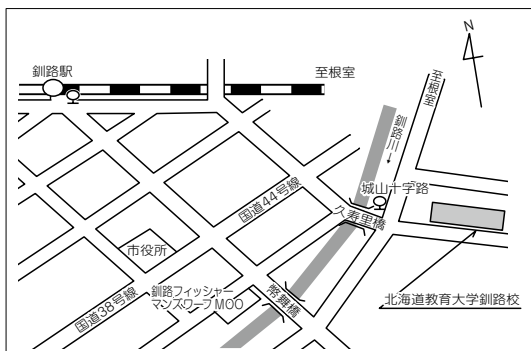 N
釧路駅
至根室
至根室
釧路川→
城山十字路
久寿里橋
国道44号線
市役所
幣舞橋
釧路フィッシャー
マンズワーフMOO
国道38号線
北海道教育大学釧路校